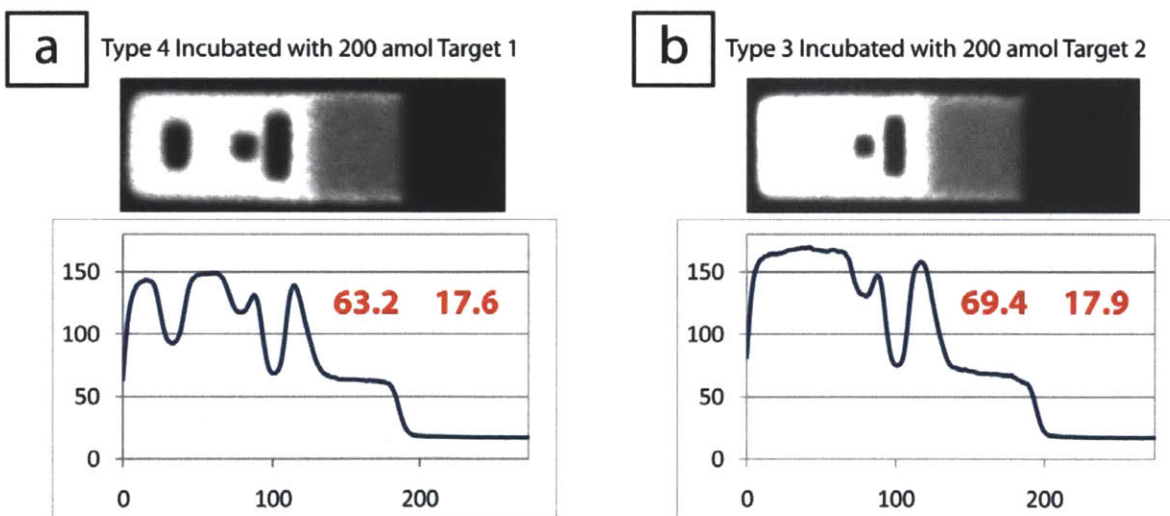 a
Type 4 Incubated with 200 amol Target 1
150
100
50
0
63.2 17.6
0 100 200
b
Type 3 Incubated with 200 amol Target 2
150
100
50
0
69.4 17.9
0 100 200